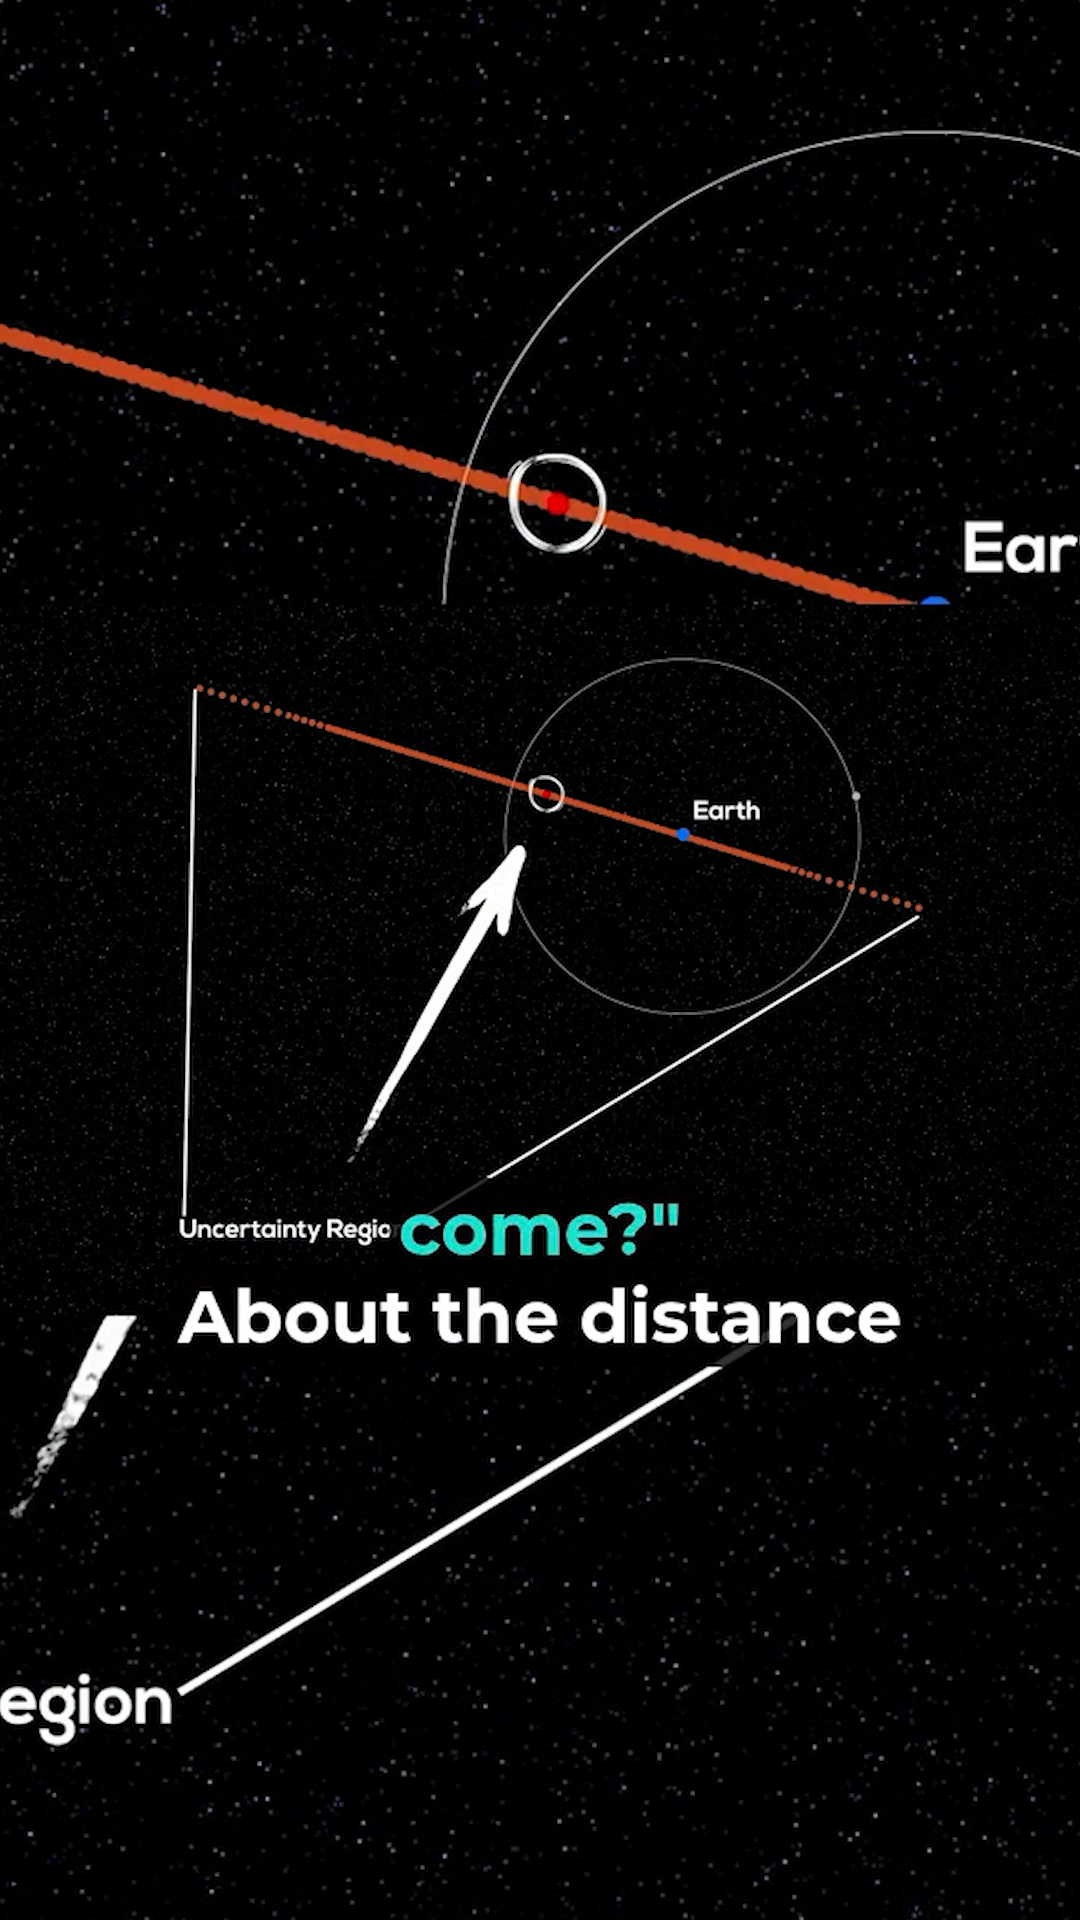 Ear
Earth
Uncertainty Regio
come?"
About the distance
egion